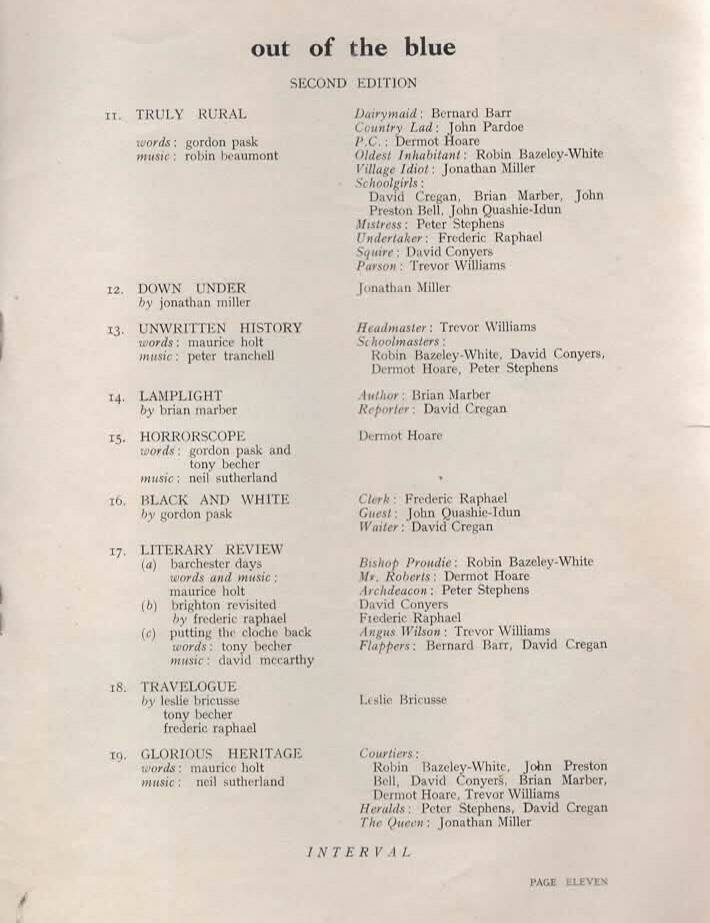 out of the blue
SECOND EDITION
11. TRULY RURAL
words: gordon pask
music: robin beaumont
Dairymaid: Bernard Barr
Country Lad: John Pardoe
P.C.: Dermot Hoare
Oldest Inhabitant: Robin Bazeley-White
Village Idiot: Jonathan Miller
Schoolgirls:
David Cregan, Brian Marber, John
Preston Bell, John Quashie-Idun
Mistress: Peter Stephens
Undertaker: Frederic Raphael
Squire: David Conyers
Parson: Trevor Williams
12. DOWN UNDER
by jonathan miller
Jonathan Miller
13. UNWRITTEN HISTORY
words: maurice holt
music: peter tranchell
Headmaster: Trevor Williams
Schoolmasters:
Robin Bazeley-White, David Conyers,
Dermot Hoare, Peter Stephens
14. LAMPLIGHT
by brian marber
Author: Brian Marber
Reporter: David Cregan
15. HORRORSCOPE
words: gordon pask and
tony becher
music: neil sutherland
Dermot Hoare
16. BLACK AND WHITE
by gordon pask
Clerk: Frederic Raphael
Guest: John Quashie-Idun
Waiter: David Cregan
17. LITERARY REVIEW
(a) barchester days
words and music:
maurice holt
(b) brighton revisited
by frederic raphael
(c) putting the cloche back
words: tony becher
music: david mccarthy
Bishop Proudie: Robin Bazeley-White
Mr. Roberts: Dermot Hoare
Archdeacon: Peter Stephens
David Conyers
Frederic Raphael
Angus Wilson: Trevor Williams
Flappers: Bernard Barr, David Cregan
18. TRAVELOGUE
by leslie bricusse
tony becher
frederic raphael
Leslie Bricusse
19. GLORIOUS HERITAGE
words: maurice holt
music: neil sutherland
Courtiers:
Robin Bazeley-White, John Preston
Bell, David Conyers, Brian Marber,
Dermot Hoare, Trevor Williams
Heralds: Peter Stephens, David Cregan
The Queen: Jonathan Miller
INTERVAL
PAGE ELEVEN